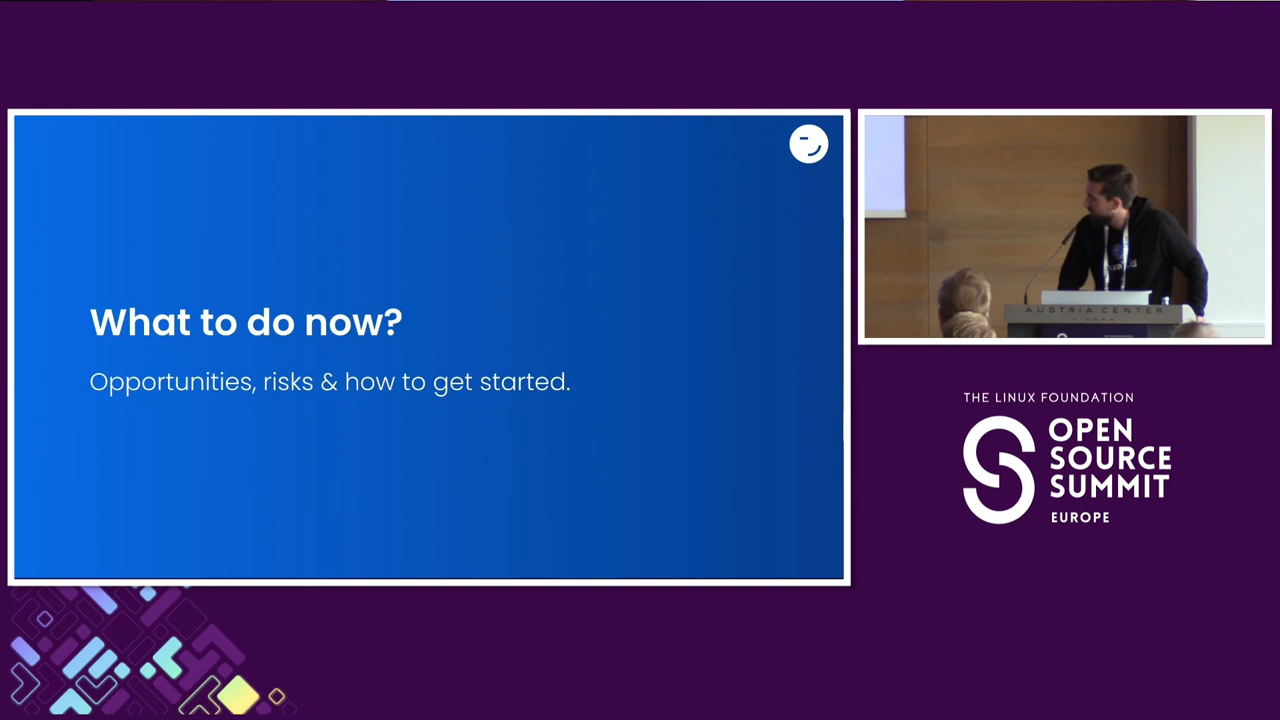 What to do now?
Opportunities, risks & how to get started.
AUSTRIA CENTER
VIENNA
THE LINUX FOUNDATION
OPEN
SOURCE
SUMMIT
EUROPE